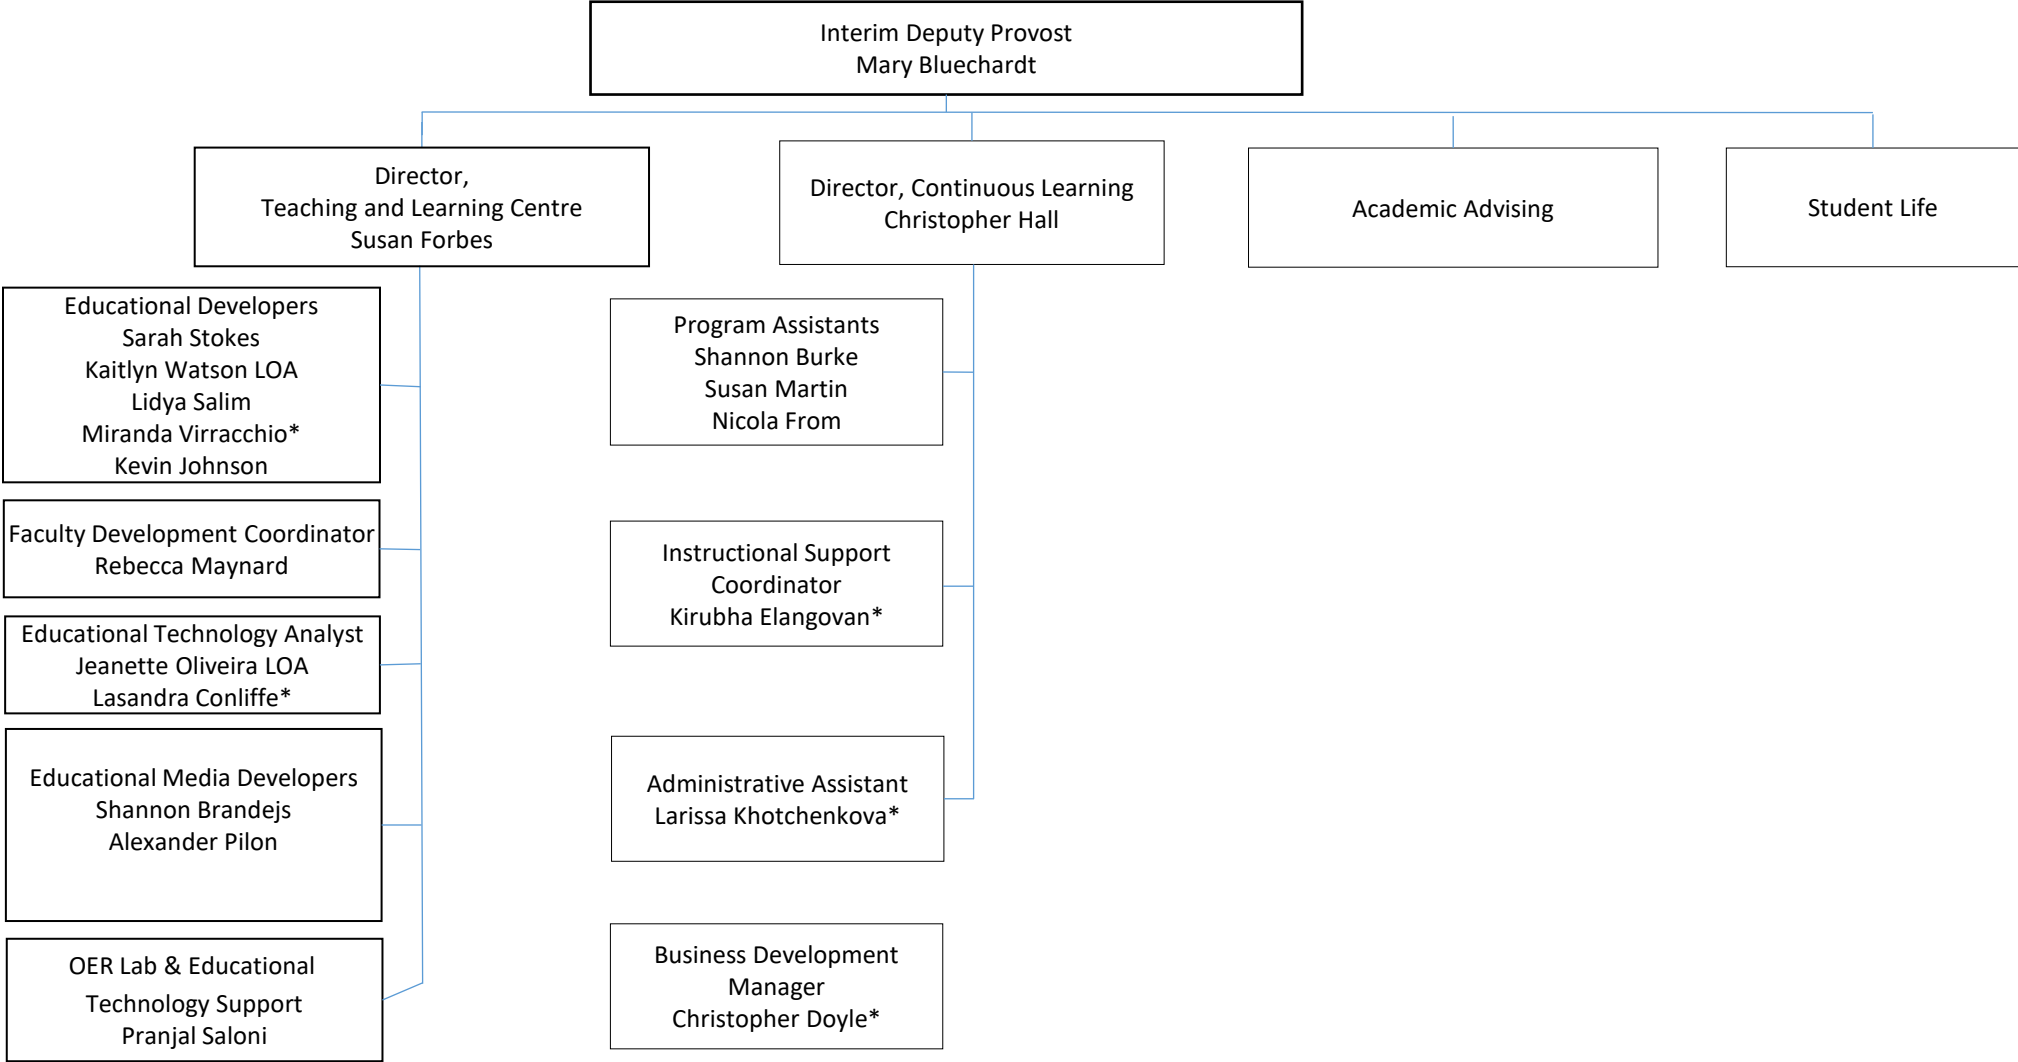 Interim Deputy Provost
Mary Bluechardt
Director,
Teaching and Learning Centre
Susan Forbes
Director, Continuous Learning
Christopher Hall
Academic Advising
Student Life
Educational Developers
Sarah Stokes
Kaitlyn Watson LOA
Lidya Salim
Miranda Virracchio*
Kevin Johnson
Faculty Development Coordinator
Rebecca Maynard
Educational Technology Analyst
Jeanette Oliveira LOA
Lasandra Conliffe*
Educational Media Developers
Shannon Brandejs
Alexander Pilon
OER Lab & Educational
Technology Support
Pranjal Saloni
Program Assistants
Shannon Burke
Susan Martin
Nicola From
Instructional Support
Coordinator
Kirubha Elangovan*
Administrative Assistant
Larissa Khotchenkova*
Business Development
Manager
Christopher Doyle*